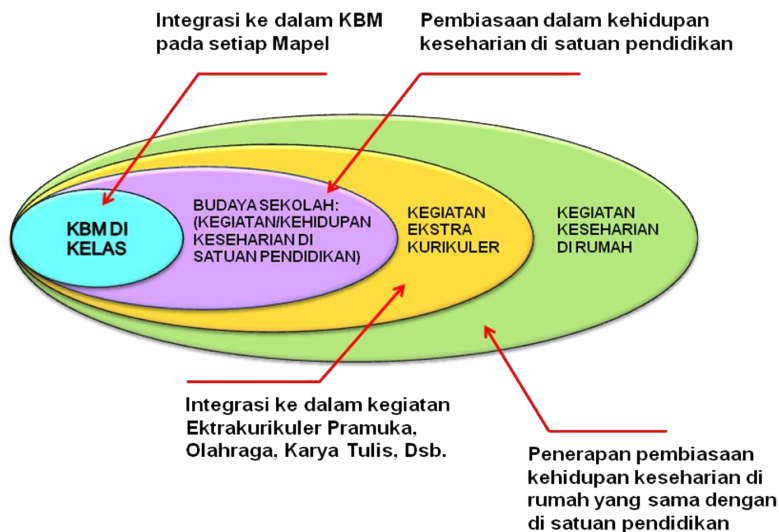 Integrasi ke dalam KBM
pada setiap Mapel
Pembiasaan dalam kehidupan
keseharian di satuan pendidikan
KBM DI
KELAS
BUDAYA SEKOLAH:
(KEGIATAN/KEHIDUPAN
KESEHARIAN DI
SATUAN PENDIDIKAN)
KEGIATAN
EKSTRA
KURIKULER
KEGIATAN
KESEHARIAN
DI RUMAH
Integrasi ke dalam kegiatan
Ektrakurikuler Pramuka,
Olahraga, Karya Tulis, Dsb.
Penerapan pembiasaan
kehidupan keseharian di
rumah yang sama dengan
di satuan pendidikan